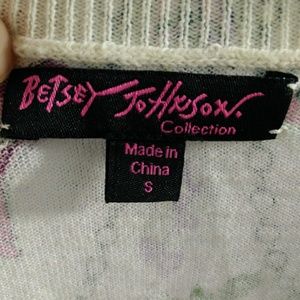 BETSEY JOHNSON.
Collection
Made in
China
S